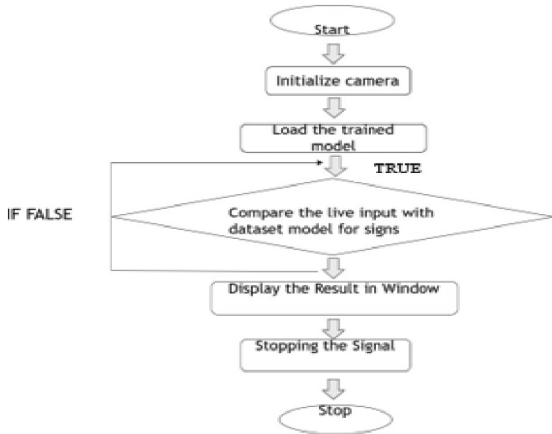 Start
Initialize camera
Load the trained
model
TRUE
IF FALSE
Compare the live input with
dataset model for signs
Display the Result in Window
Stopping the Signal
Stop